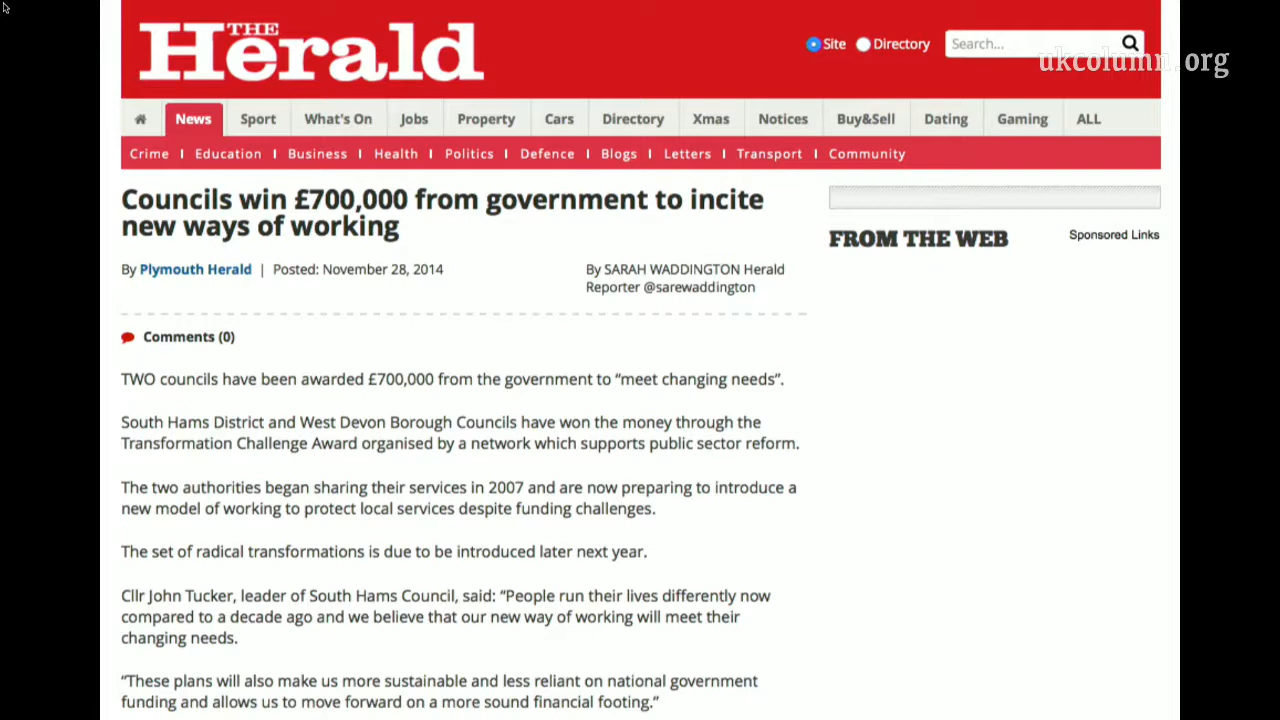 THE
Herald
Site Directory Search...
ukcolumn.org
News Sport What's On Jobs Property Cars Directory Xmas Notices Buy&Sell Dating Gaming ALL
Crime | Education | Business | Health | Politics | Defence | Blogs | Letters | Transport | Community
Councils win £700,000 from government to incite
new ways of working
By Plymouth Herald | Posted: November 28, 2014
By SARAH WADDINGTON Herald
Reporter @sarewaddington
Comments (0)
TWO councils have been awarded £700,000 from the government to “meet changing needs”.
South Hams District and West Devon Borough Councils have won the money through the
Transformation Challenge Award organised by a network which supports public sector reform.
The two authorities began sharing their services in 2007 and are now preparing to introduce a
new model of working to protect local services despite funding challenges.
The set of radical transformations is due to be introduced later next year.
Cllr John Tucker, leader of South Hams Council, said: “People run their lives differently now
compared to a decade ago and we believe that our new way of working will meet their
changing needs.
“These plans will also make us more sustainable and less reliant on national government
funding and allows us to move forward on a more sound financial footing.”
FROM THE WEB
Sponsored Links